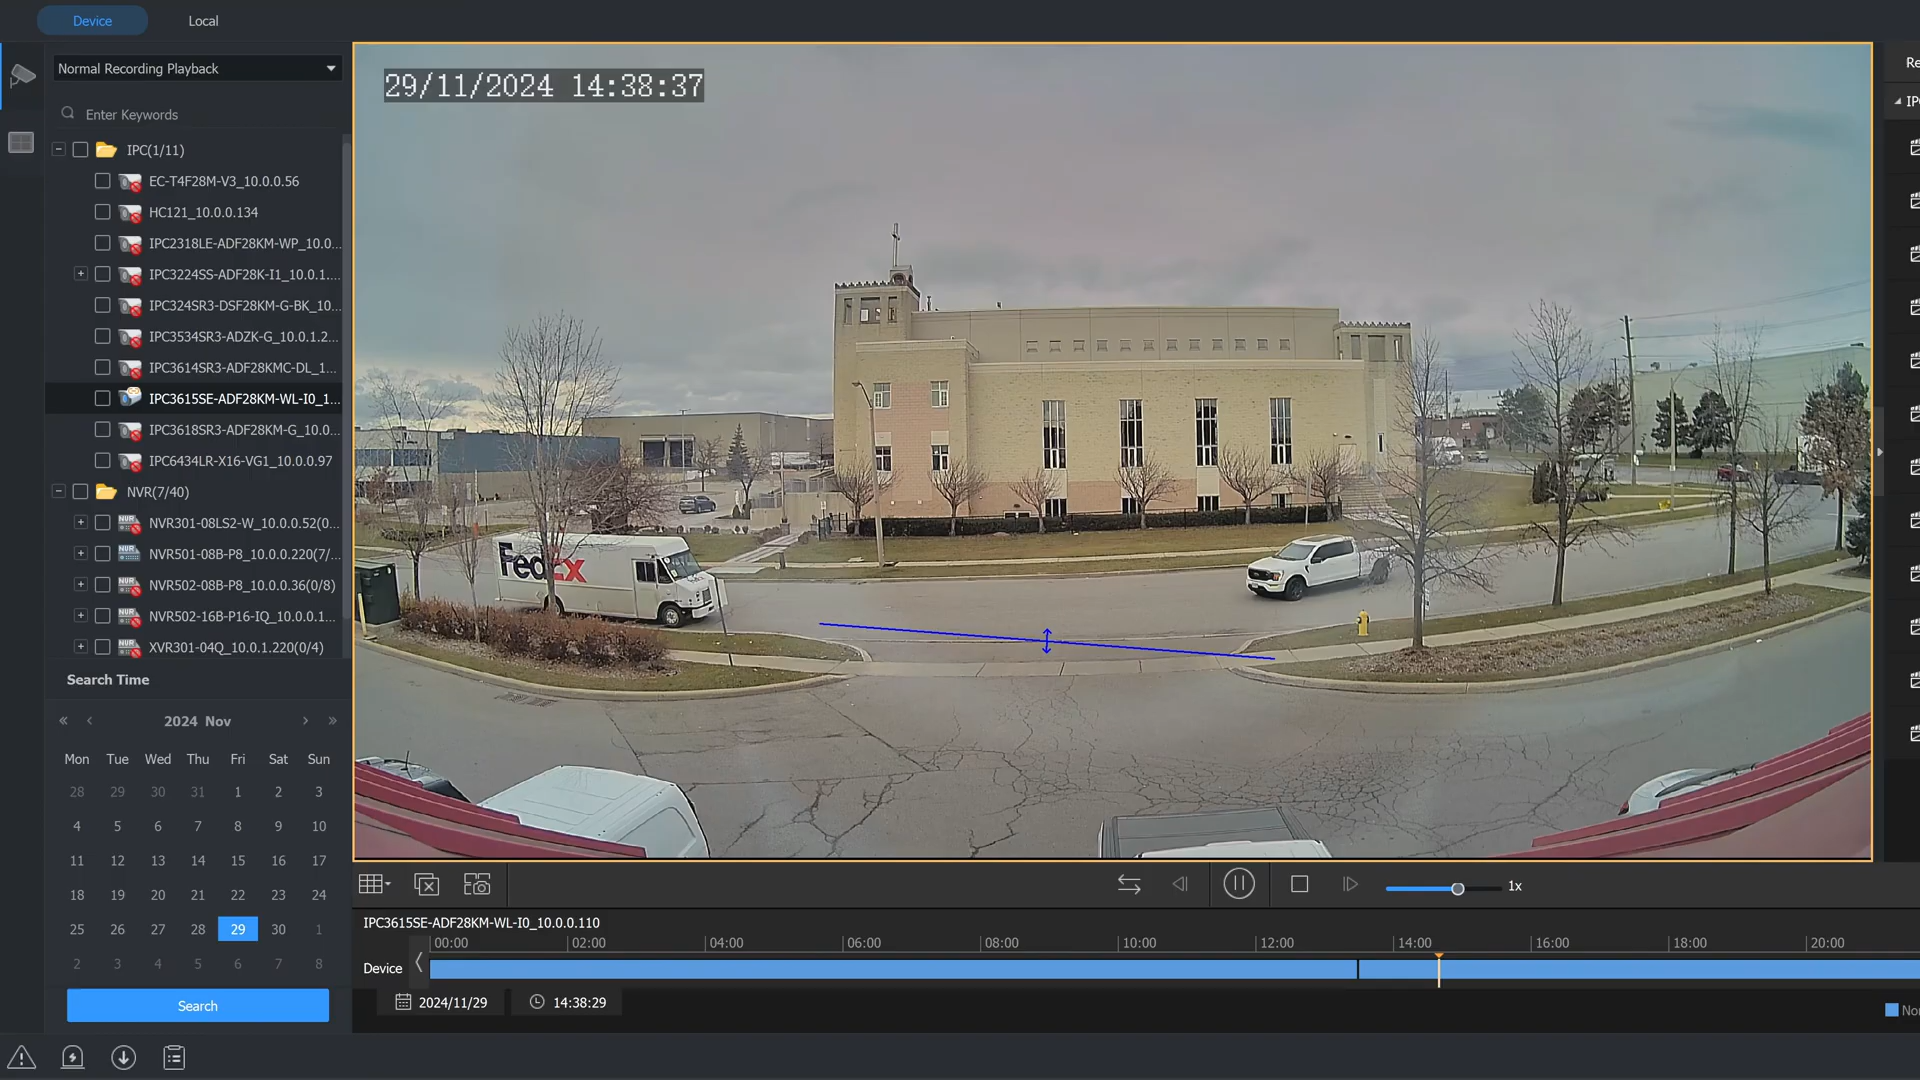 Device Local
Normal Recording Playback
Enter Keywords
IPC(1/11)
EC-T4F28M-V3_10.0.0.56
HC121_10.0.0.134
IPC2318LE-ADF28KM-WP_10.0...
IPC3224SS-ADF28K-I1_10.0.1....
IPC324SR3-DSF28KM-G-BK_10...
IPC3534SR3-ADZK-G_10.0.1.2...
IPC3614SR3-ADF28KMC-DL_1...
IPC3615SE-ADF28KM-WL-I0_1...
IPC3618SR3-ADF28KM-G_10.0...
IPC6434LR-X16-VG1_10.0.0.97
NVR(7/40)
NVR301-08LS2-W_10.0.0.52(0...
NVR501-08B-P8_10.0.0.220(7/...
NVR502-08B-P8_10.0.0.36(0/8)
NVR502-16B-P16-IQ_10.0.0.1...
XVR301-04Q_10.0.1.220(0/4)
Search Time
2024 Nov
Mon Tue Wed Thu Fri Sat Sun
28 29 30 31 1 2 3
4 5 6 7 8 9 10
11 12 13 14 15 16 17
18 19 20 21 22 23 24
25 26 27 28 29 30 1
2 3 4 5 6 7 8
Search
29/11/2024 14:38:37
FedEx
1x
IPC3615SE-ADF28KM-WL-I0_10.0.0.110
00:00 02:00 04:00 06:00 08:00 10:00 12:00 14:00 16:00 18:00 20:00
Device
2024/11/29 14:38:29